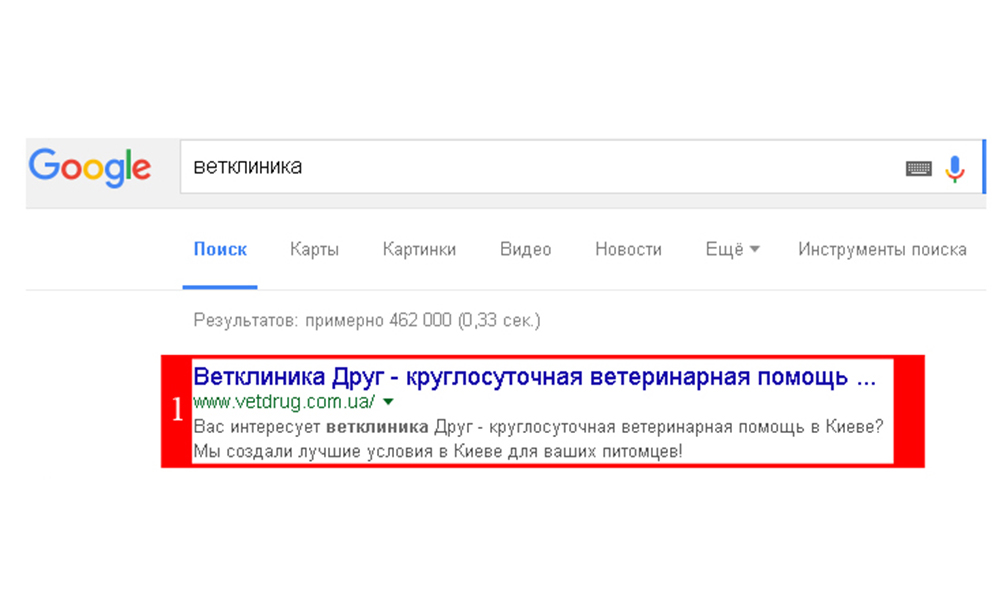 Google
ветклиника
Поиск Карты Картинки Видео Новости Ещё Инструменты поиска
Результатов: примерно 462 000 (0,33 сек.)
1
Ветклиника Друг - круглосуточная ветеринарная помощь ...
www.vetdrug.com.ua/
Вас интересует ветклиника Друг - круглосуточная ветеринарная помощь в Киеве?
Мы создали лучшие условия в Киеве для ваших питомцев!